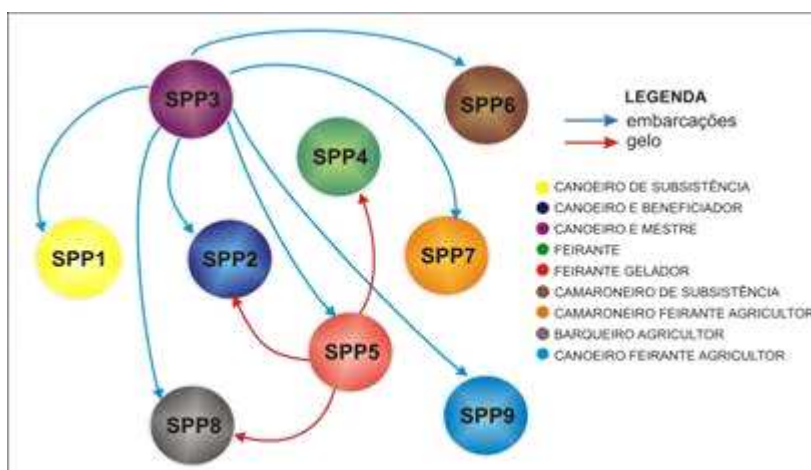 SPP3
SPP6
SPP4
SPP1
SPP2
SPP7
SPP5
SPP8
SPP9
LEGENDA
embarcações
gelo
CANOEIRO DE SUBSISTÊNCIA
CANOEIRO E BENEFICIADOR
CANOEIRO E MESTRE
FEIRANTE
FEIRANTE GELADOR
CAMARONEIRO DE SUBSISTÊNCIA
CAMARONEIRO FEIRANTE AGRICULTOR
BARQUEIRO AGRICULTOR
CANOEIRO FEIRANTE AGRICULTOR